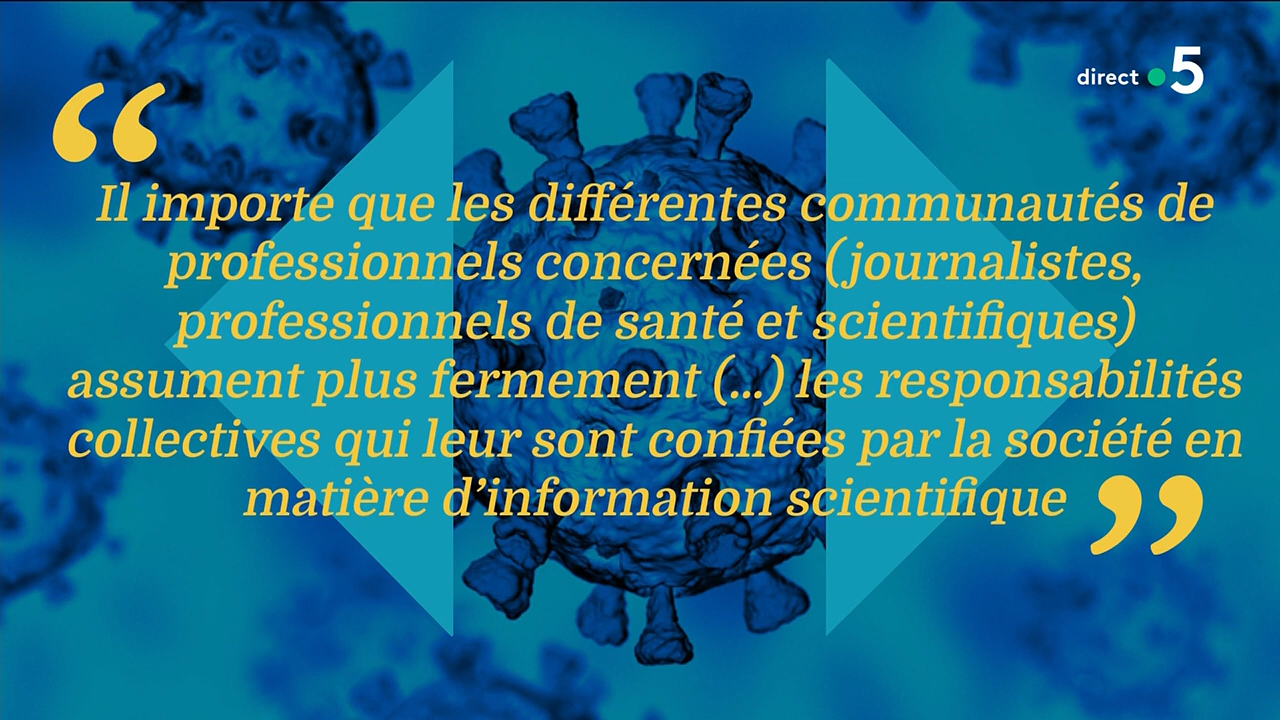 direct 5
“
Il importe que les différentes communautés de
professionnels concernées (journalistes,
professionnels de santé et scientifiques)
assument plus fermement (...) les responsabilités
collectives qui leur sont confiées par la société en
matière d’information scientifique ”